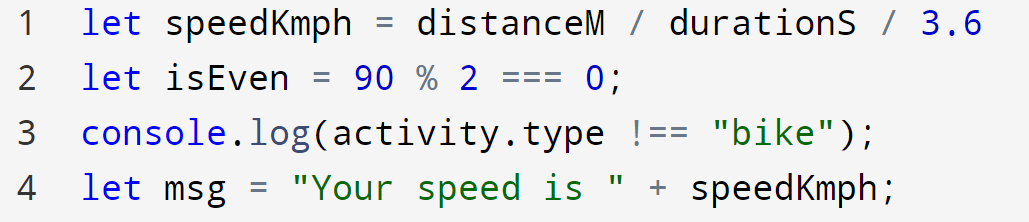 1 let speedKmph = distanceM / durationS / 3.6
2 let isEven = 90 % 2 === 0;
3 console.log(activity.type !== "bike");
4 let msg = "Your speed is " + speedKmph;